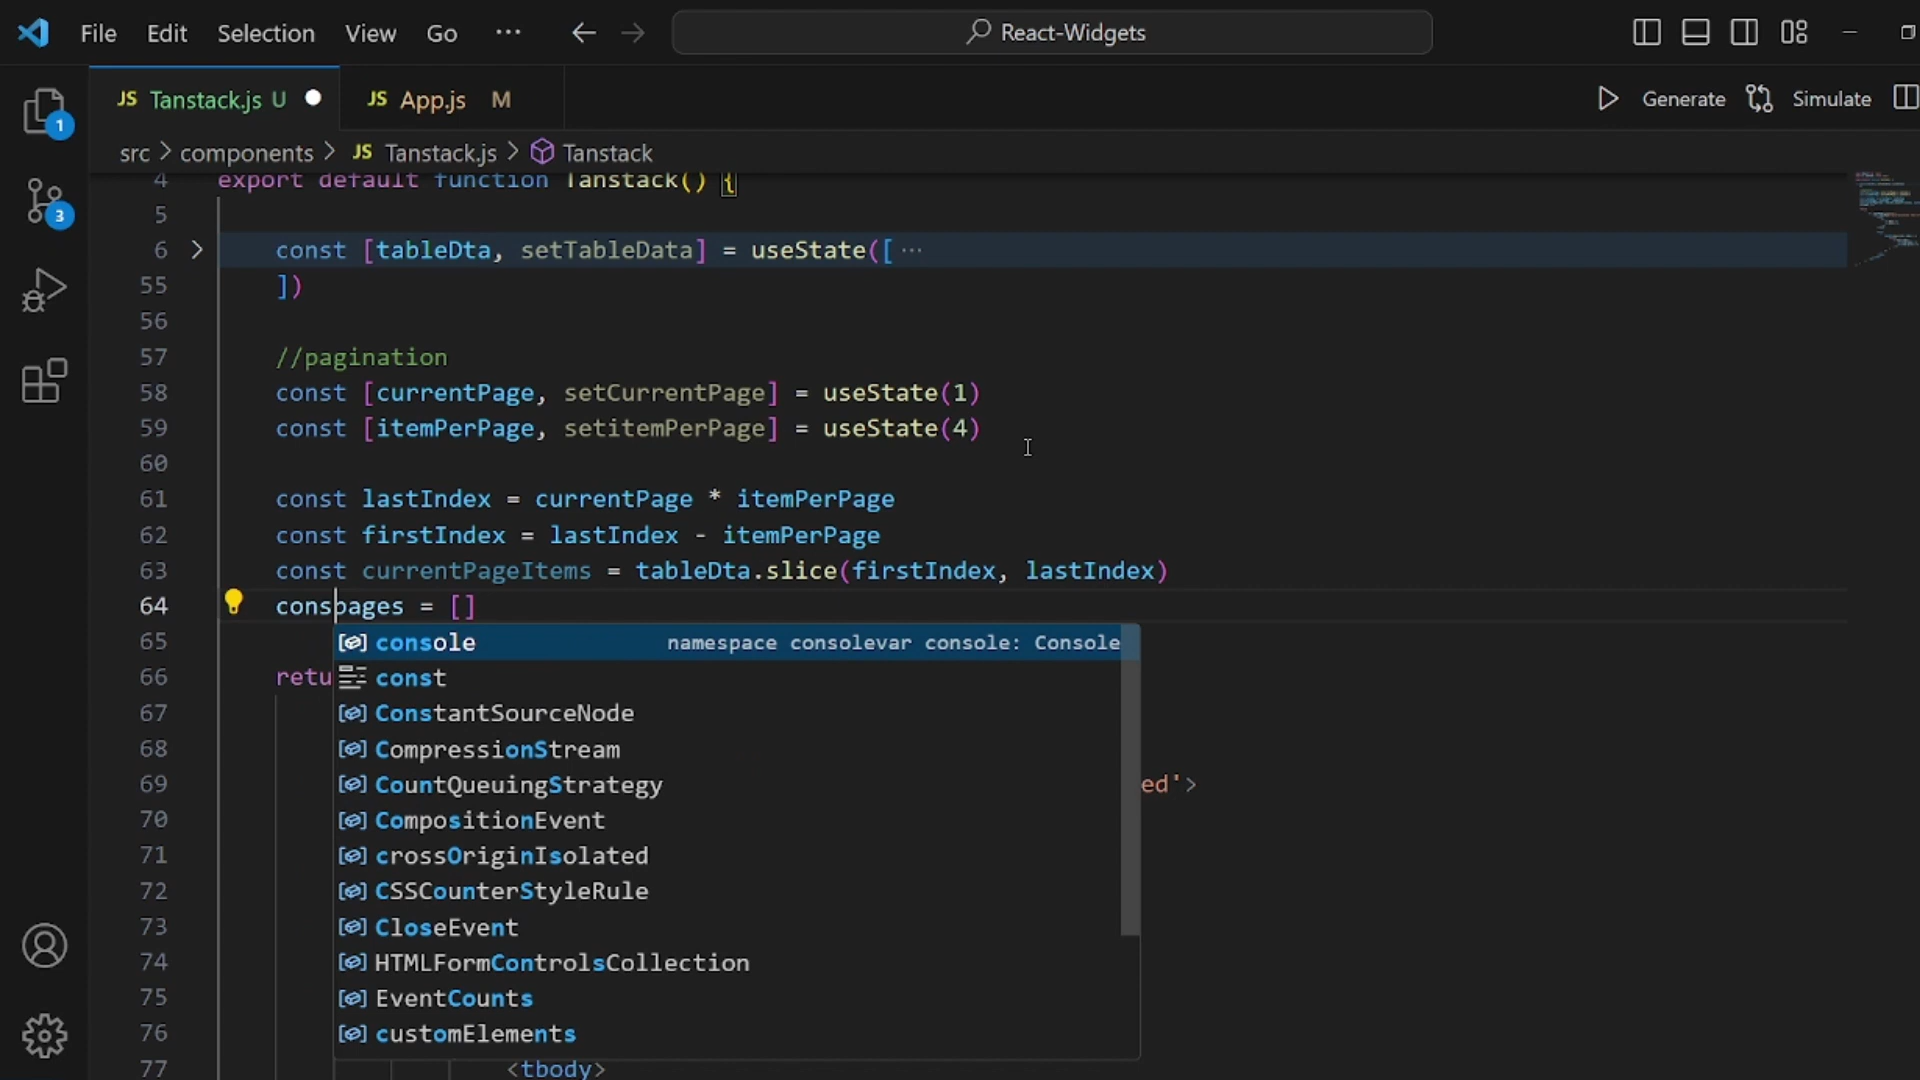 File Edit Selection View Go ··· React-Widgets
1
JS Tanstack.js U JS App.js M
Generate Simulate
src > components > JS Tanstack.js > Tanstack
3
4 export default function Tanstack() {
5
6 const [tableDta, setTableData] = useState([ ···
55 ])
56
57 //pagination
58 const [currentPage, setCurrentPage] = useState(1)
59 const [itemPerPage, setitemPerPage] = useState(4)
60
61 const lastIndex = currentPage * itemPerPage
62 const firstIndex = lastIndex - itemPerPage
63 const currentPageItems = tableDta.slice(firstIndex, lastIndex)
64 conspages = []
65 console namespace consolevar console: Console
66 retu const
67 ConstantSourceNode
68 CompressionStream
69 CountQueuingStrategy ed'>
70 CompositionEvent
71 crossOriginIsolated
72 CSSCounterStyleRule
73 CloseEvent
74 HTMLFormControlsCollection
75 EventCounts
76 customElements
77 <tbody>